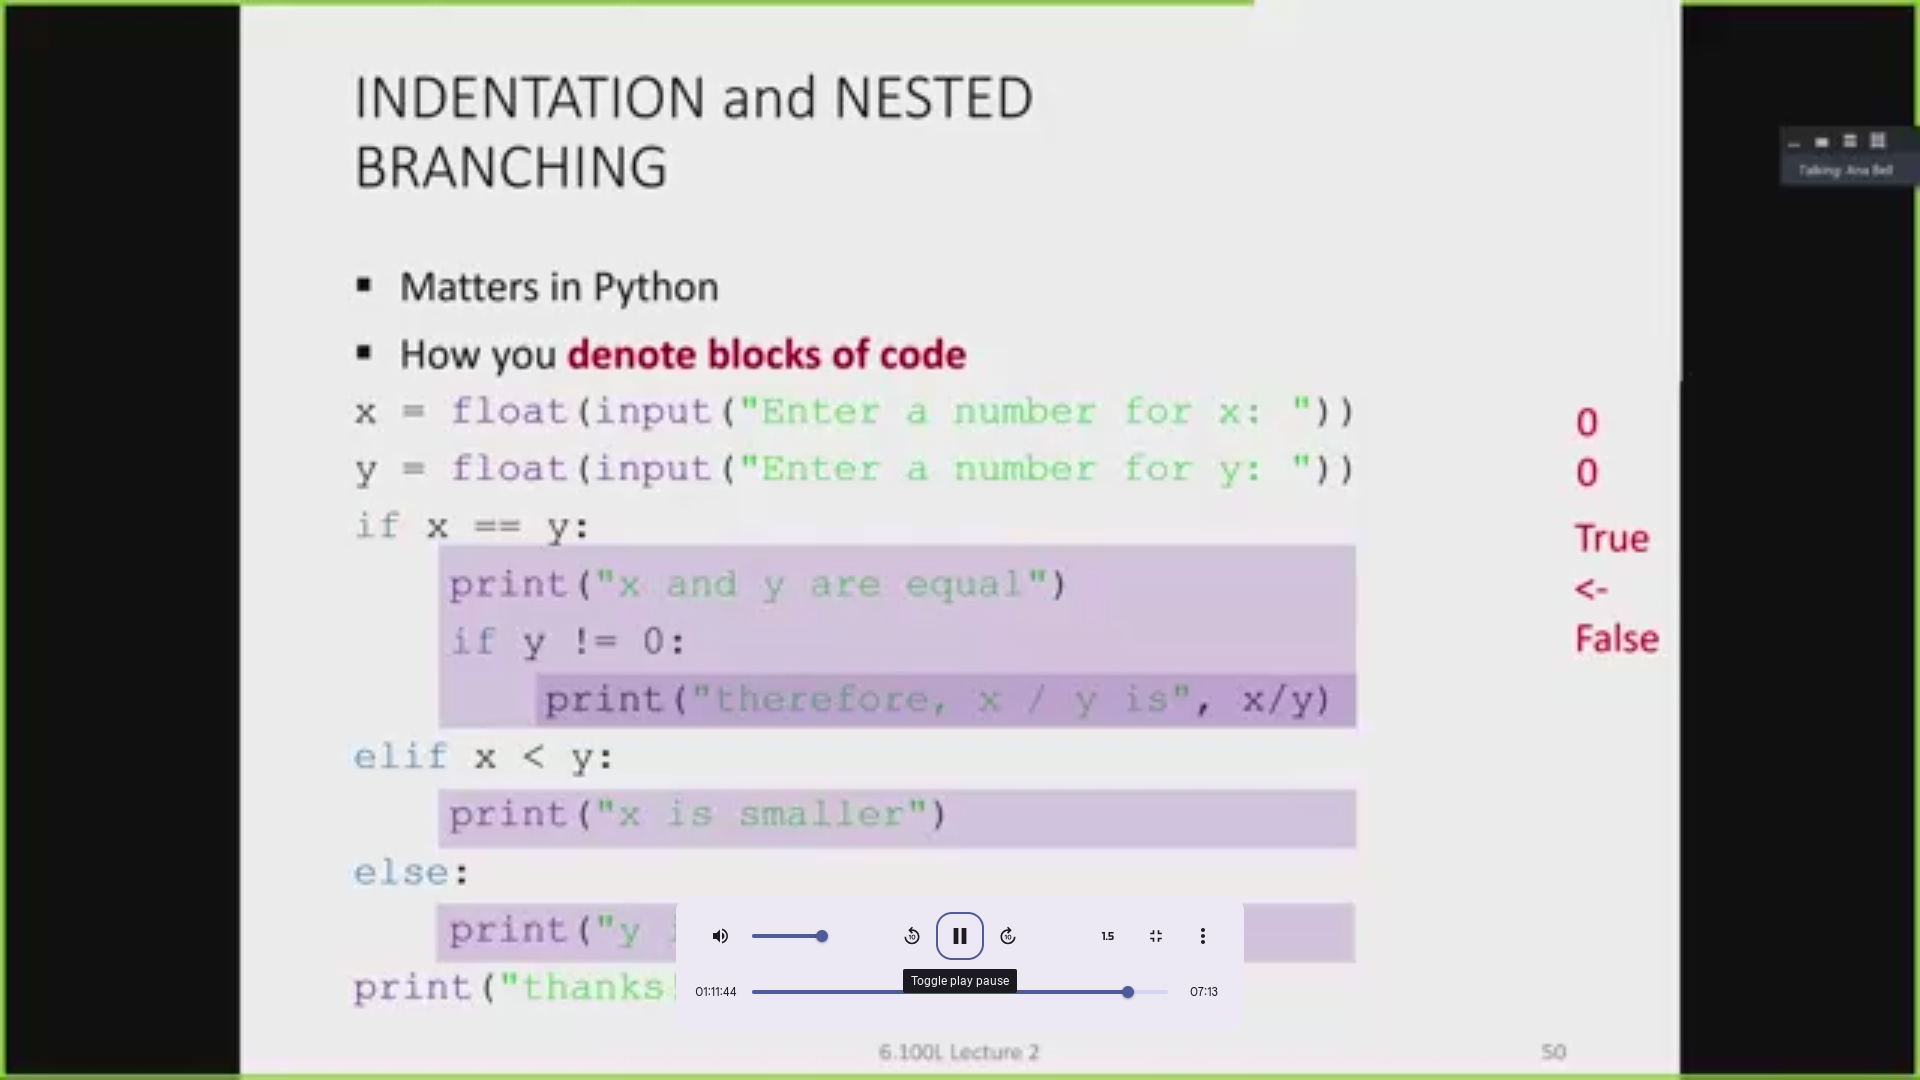 INDENTATION and NESTED
BRANCHING
Talking: Ana Bell
▪ Matters in Python
▪ How you denote blocks of code
x = float(input("Enter a number for x: "))
0
y = float(input("Enter a number for y: "))
0
if x == y:
True
print("x and y are equal")
<-
if y != 0:
False
print("therefore, x / y is", x/y)
elif x < y:
print("x is smaller")
else:
print("y
10
10
1.5
Toggle play pause
print("thanks
01:11:44
07:13
6.100L Lecture 2
50